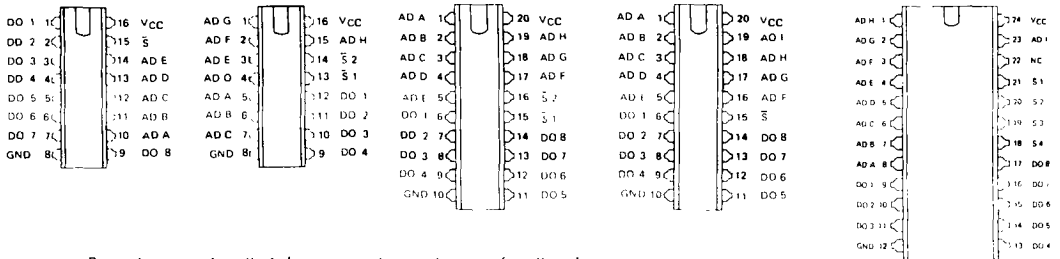 DO 1 1 16 VCC
DO 2 2 15 S̅
DO 3 3 14 AD E
DO 4 4 13 AD D
DO 5 5 12 AD C
DO 6 6 11 AD B
DO 7 7 10 AD A
GND 8 9 DO 8
AD G 1 16 VCC
AD F 2 15 AD H
AD E 3 14 S̅ 2
AD D 4 13 S̅ 1
AD A 5 12 DO 1
AD B 6 11 DO 2
AD C 7 10 DO 3
GND 8 9 DO 4
AD A 1 20 VCC
AD B 2 19 AD H
AD C 3 18 AD G
AD D 4 17 AD F
AD E 5 16 S̅ 2
DO 1 6 15 S̅ 1
DO 2 7 14 DO 8
DO 3 8 13 DO 7
DO 4 9 12 DO 6
GND 10 11 DO 5
AD A 1 20 VCC
AD B 2 19 AD I
AD C 3 18 AD H
AD D 4 17 AD G
AD E 5 16 AD F
DO 1 6 15 S̅
DO 2 7 14 DO 8
DO 3 8 13 DO 7
DO 4 9 12 DO 6
GND 10 11 DO 5
AD H 1 24 VCC
AD G 2 23 AD I
AD F 3 22 NC
AD E 4 21 S̅ 1
AD D 5 20 S̅ 2
AD C 6 19 S 3
AD B 7 18 S 4
AD A 8 17 DO 8
DO 1 9 16 DO 7
DO 2 10 15 DO 6
DO 3 11 14 DO 5
GND 12 13 DO 4